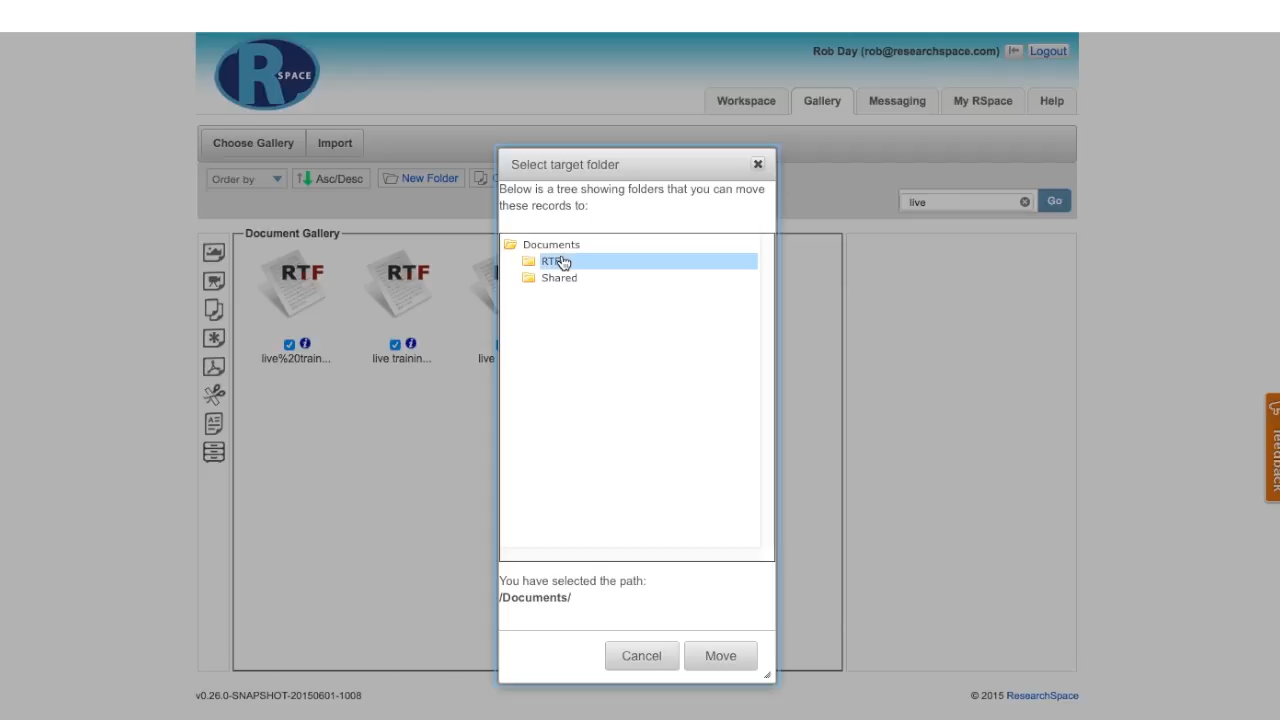 R SPACE
Rob Day (rob@researchspace.com) Logout
Workspace Gallery Messaging My RSpace Help
Choose Gallery Import
Select target folder
Order by Asc/Desc New Folder
Below is a tree showing folders that you can move
these records to:
live Go
Document Gallery
Documents
Shared
RTF RTF
live%20train... live trainin... live
You have selected the path:
/Documents/
Cancel Move
feedback
v0.26.0-SNAPSHOT-20150601-1008
© 2015 ResearchSpace